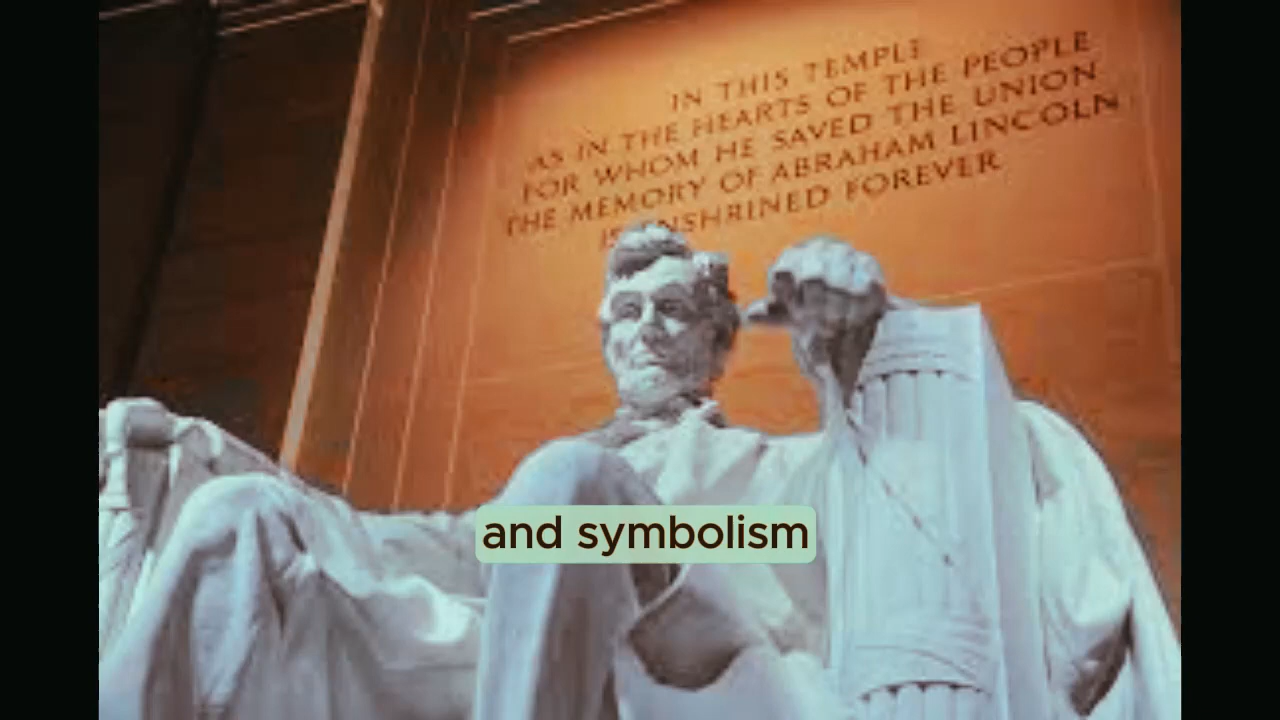 IN THIS TEMPLE
AS IN THE HEARTS OF THE PEOPLE
FOR WHOM HE SAVED THE UNION
THE MEMORY OF ABRAHAM LINCOLN
IS ENSHRINED FOREVER
and symbolism